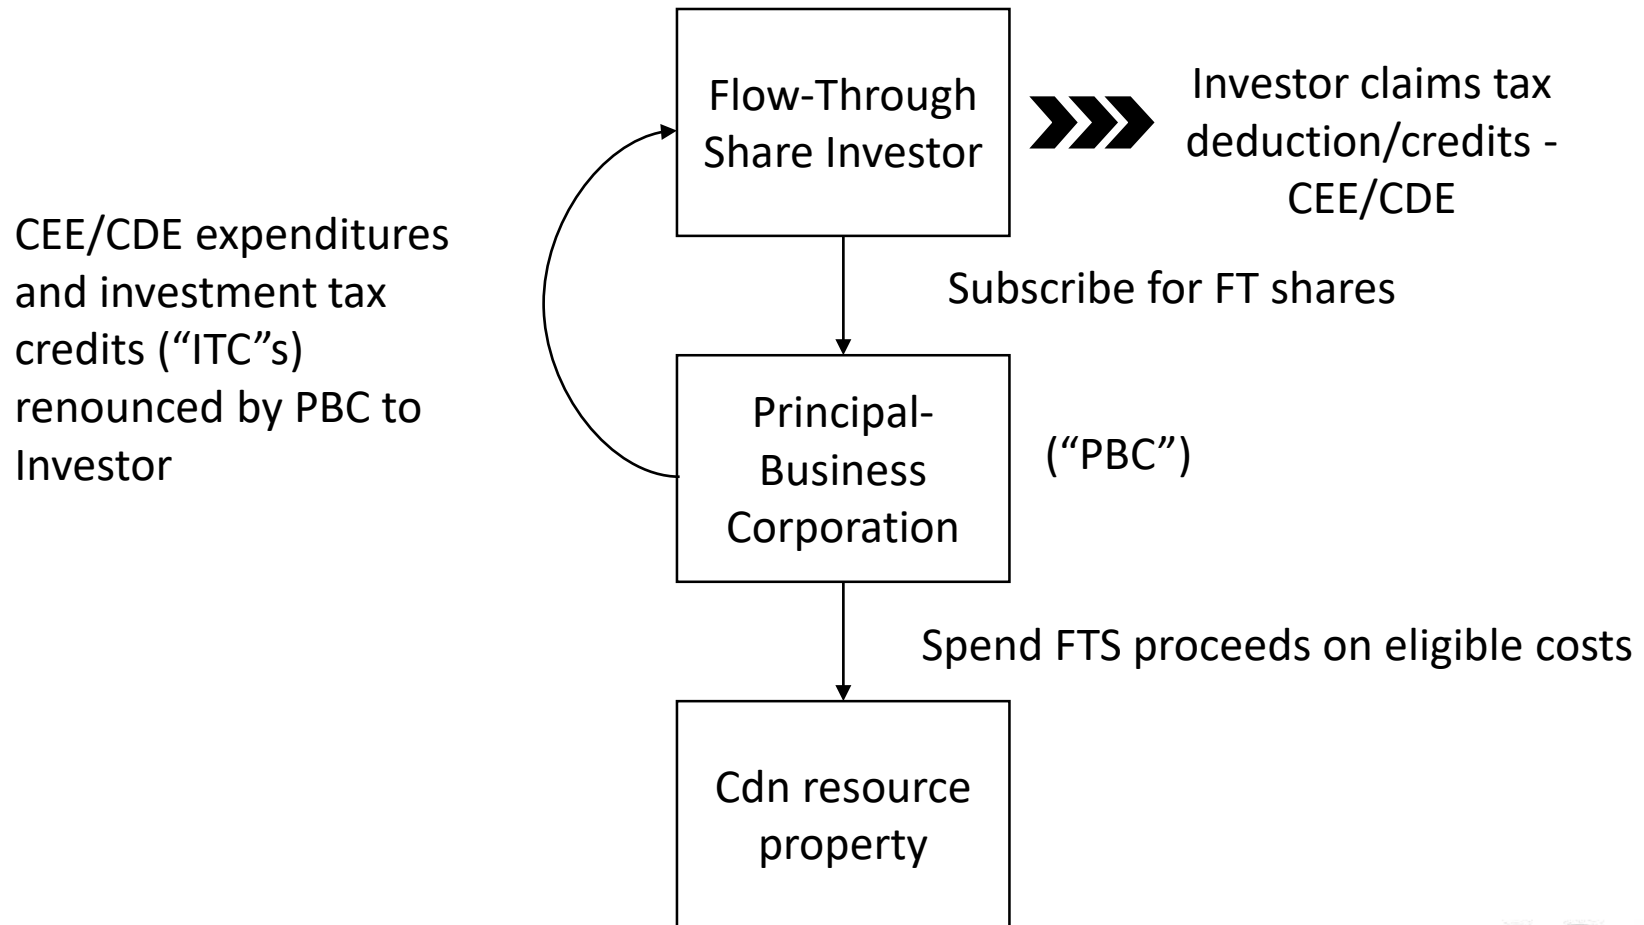 Flow-Through
Share Investor
Investor claims tax
deduction/credits -
CEE/CDE
CEE/CDE expenditures
and investment tax
credits (“ITC”s)
renounced by PBC to
Investor
Subscribe for FT shares
Principal-
Business
Corporation
(“PBC”)
Spend FTS proceeds on eligible costs
Cdn resource
property